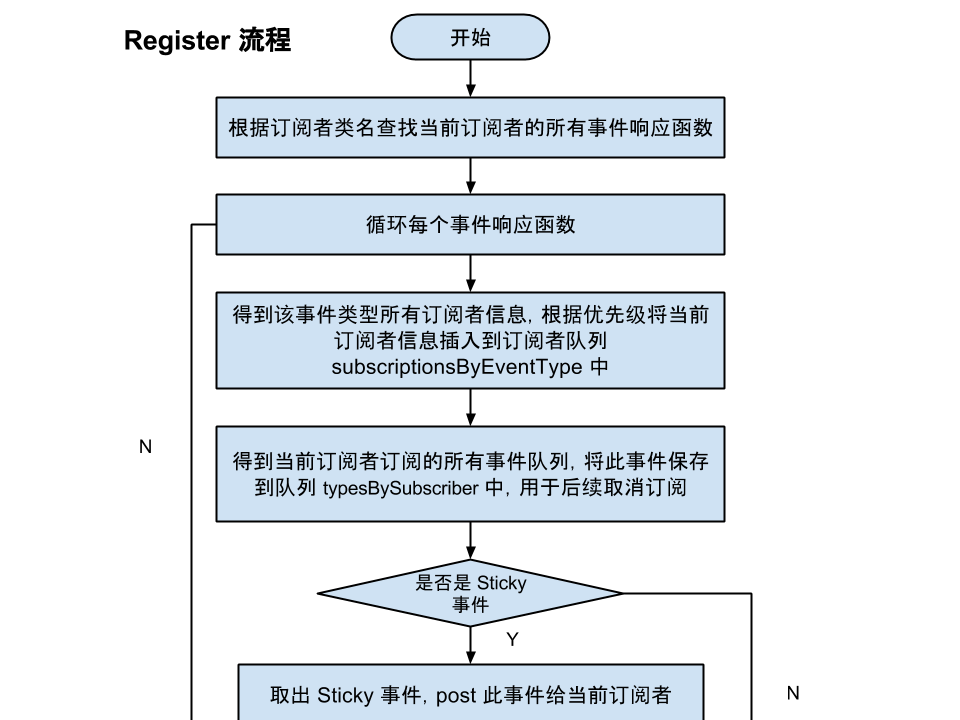 Register 流程
开始
根据订阅者类名查找当前订阅者的所有事件响应函数
循环每个事件响应函数
得到该事件类型所有订阅者信息, 根据优先级将当前
订阅者信息插入到订阅者队列
subscriptionsByEventType 中
N
得到当前订阅者订阅的所有事件队列, 将此事件保存
到队列 typesBySubscriber 中, 用于后续取消订阅
是否是 Sticky
事件
Y
取出 Sticky 事件, post 此事件给当前订阅者
N